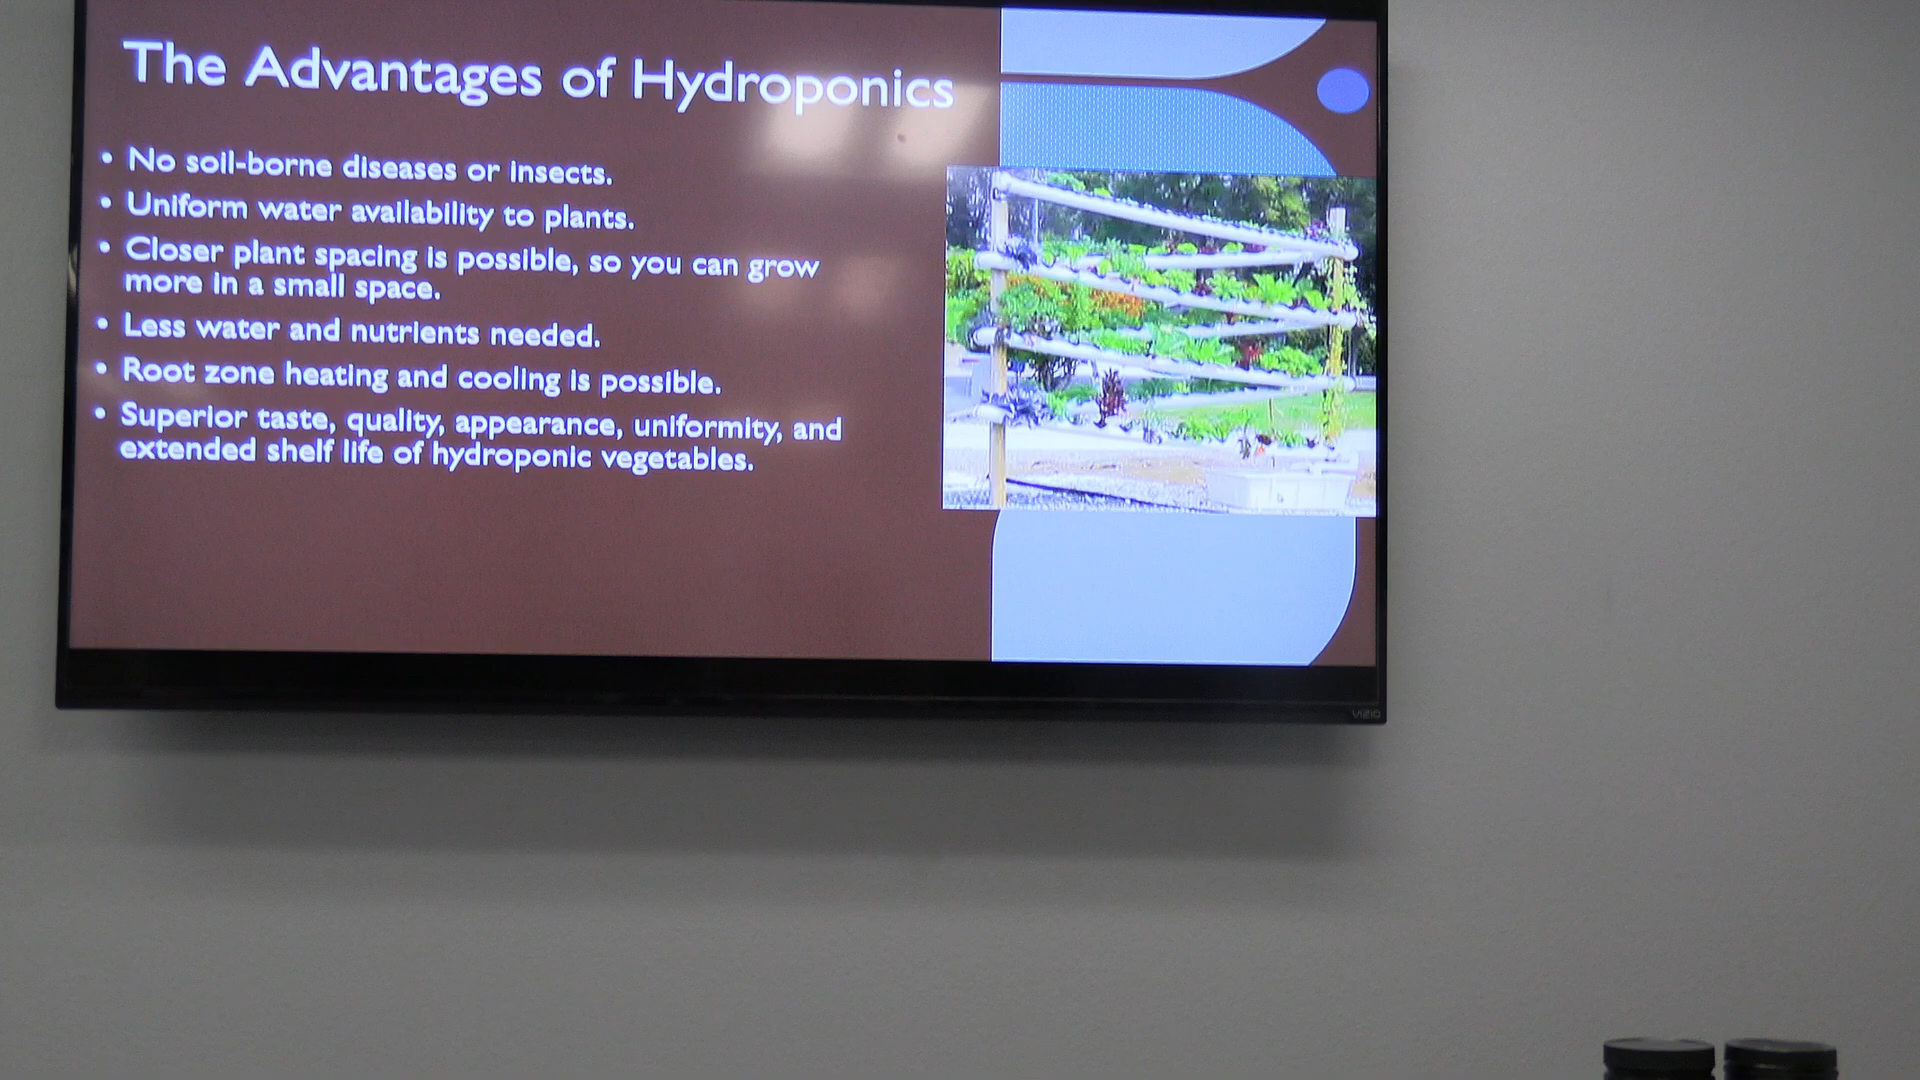 The Advantages of Hydroponics
• No soil-borne diseases or insects.
• Uniform water availability to plants.
• Closer plant spacing is possible, so you can grow
more in a small space.
• Less water and nutrients needed.
• Root zone heating and cooling is possible.
• Superior taste, quality, appearance, uniformity, and
extended shelf life of hydroponic vegetables.
VIZIO